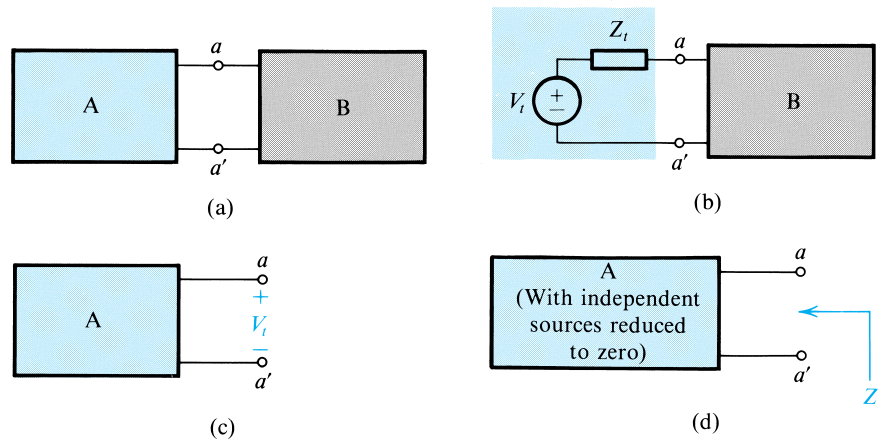 a
A
B
a′
(a)
Z_t
a
V_t
+
−
B
a′
(b)
a
A
+
V_t
−
a′
(c)
A
(With independent
sources reduced
to zero)
a
a′
Z
(d)